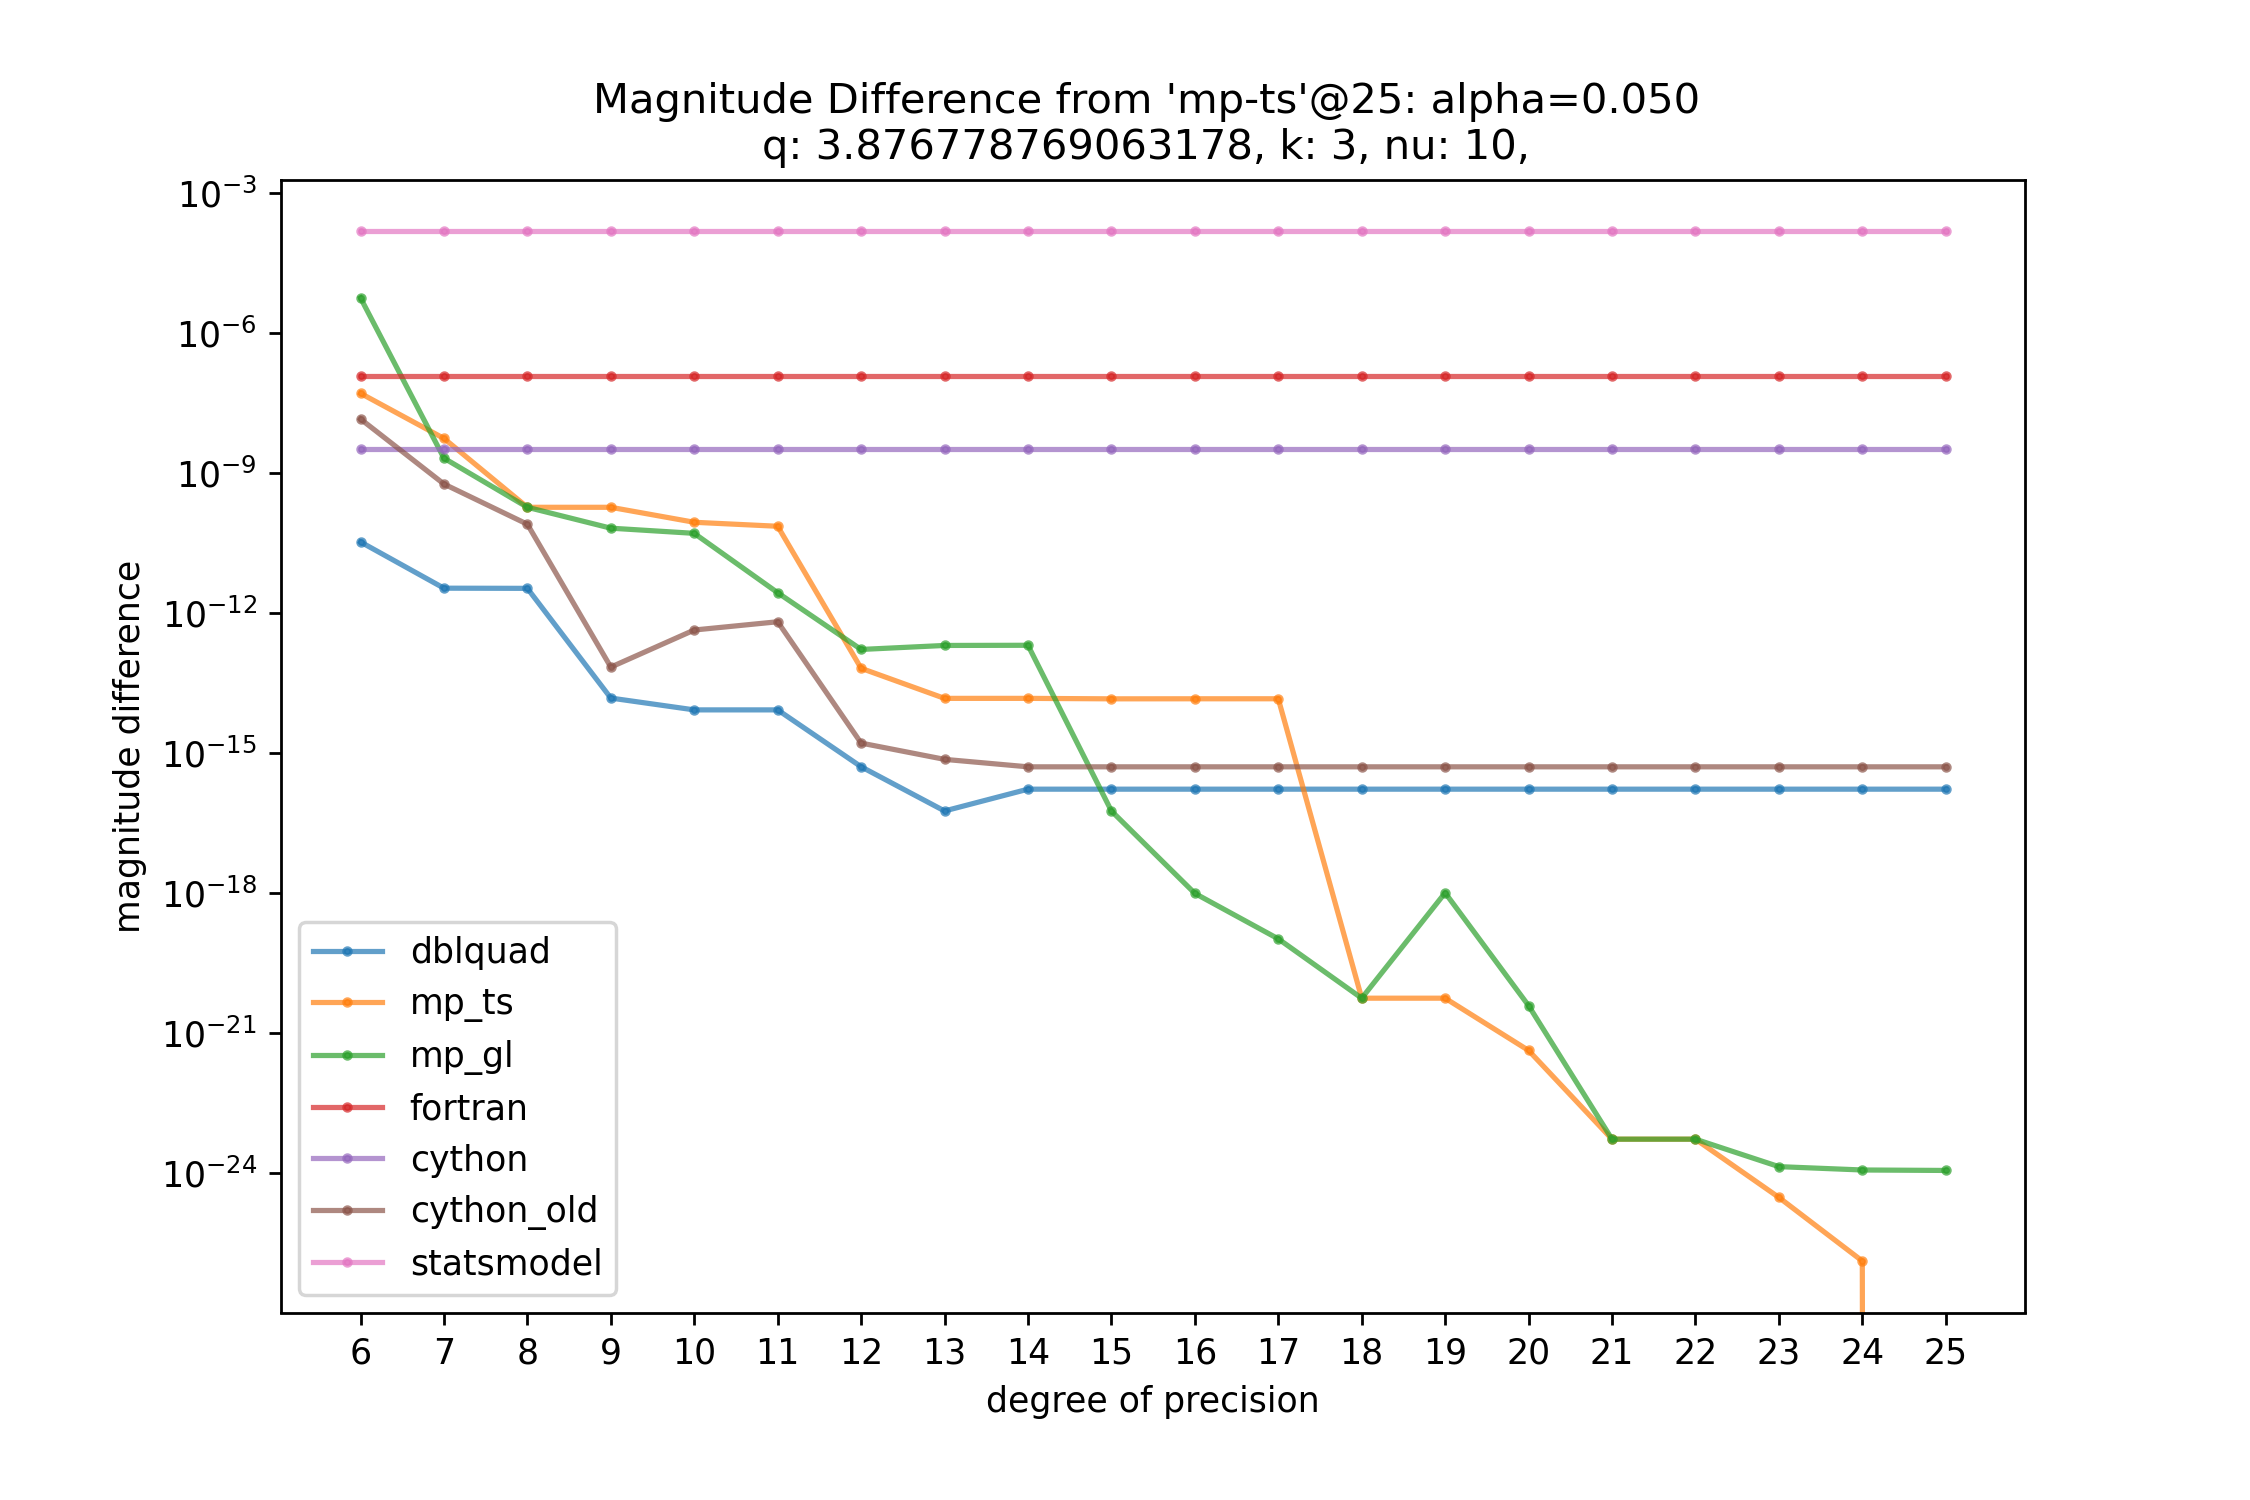 Magnitude Difference from 'mp-ts'@25: alpha=0.050
q: 3.876778769063178, k: 3, nu: 10,
magnitude difference
10⁻³
10⁻⁶
10⁻⁹
10⁻¹²
10⁻¹⁵
10⁻¹⁸
10⁻²¹
10⁻²⁴
dblquad
mp_ts
mp_gl
fortran
cython
cython_old
statsmodel
6 7 8 9 10 11 12 13 14 15 16 17 18 19 20 21 22 23 24 25
degree of precision